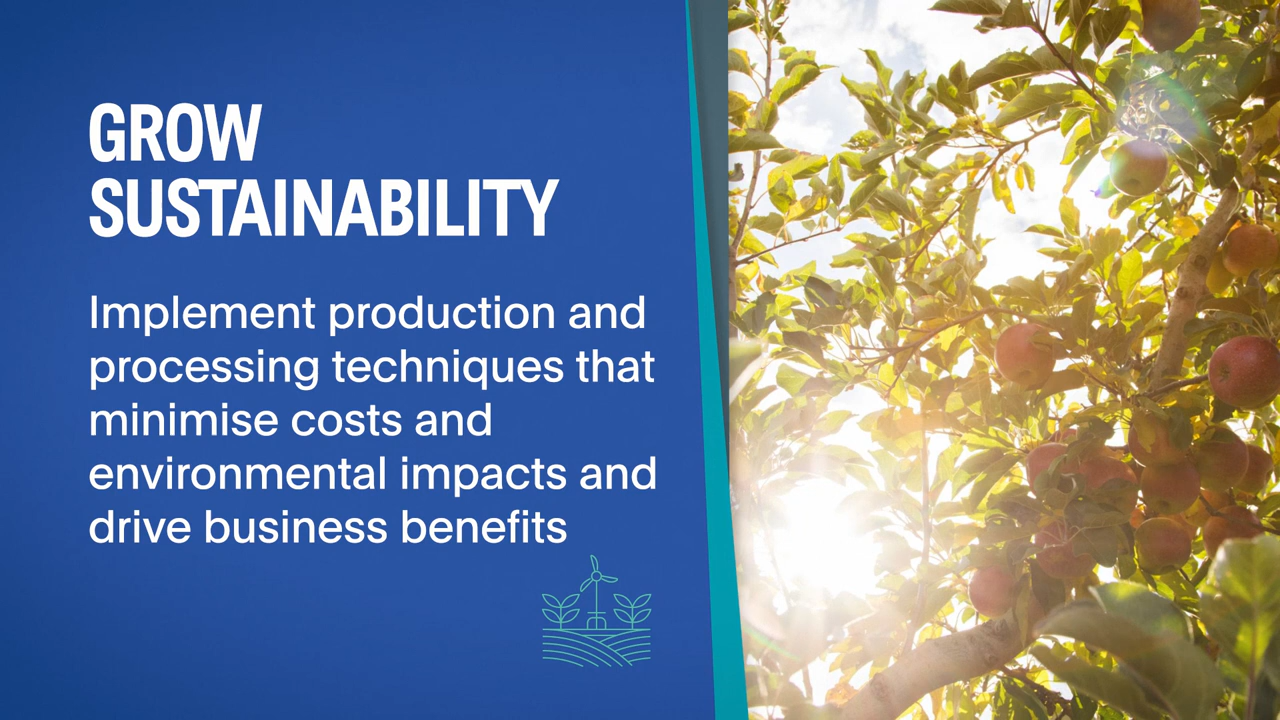 GROW
SUSTAINABILITY
Implement production and
processing techniques that
minimise costs and
environmental impacts and
drive business benefits